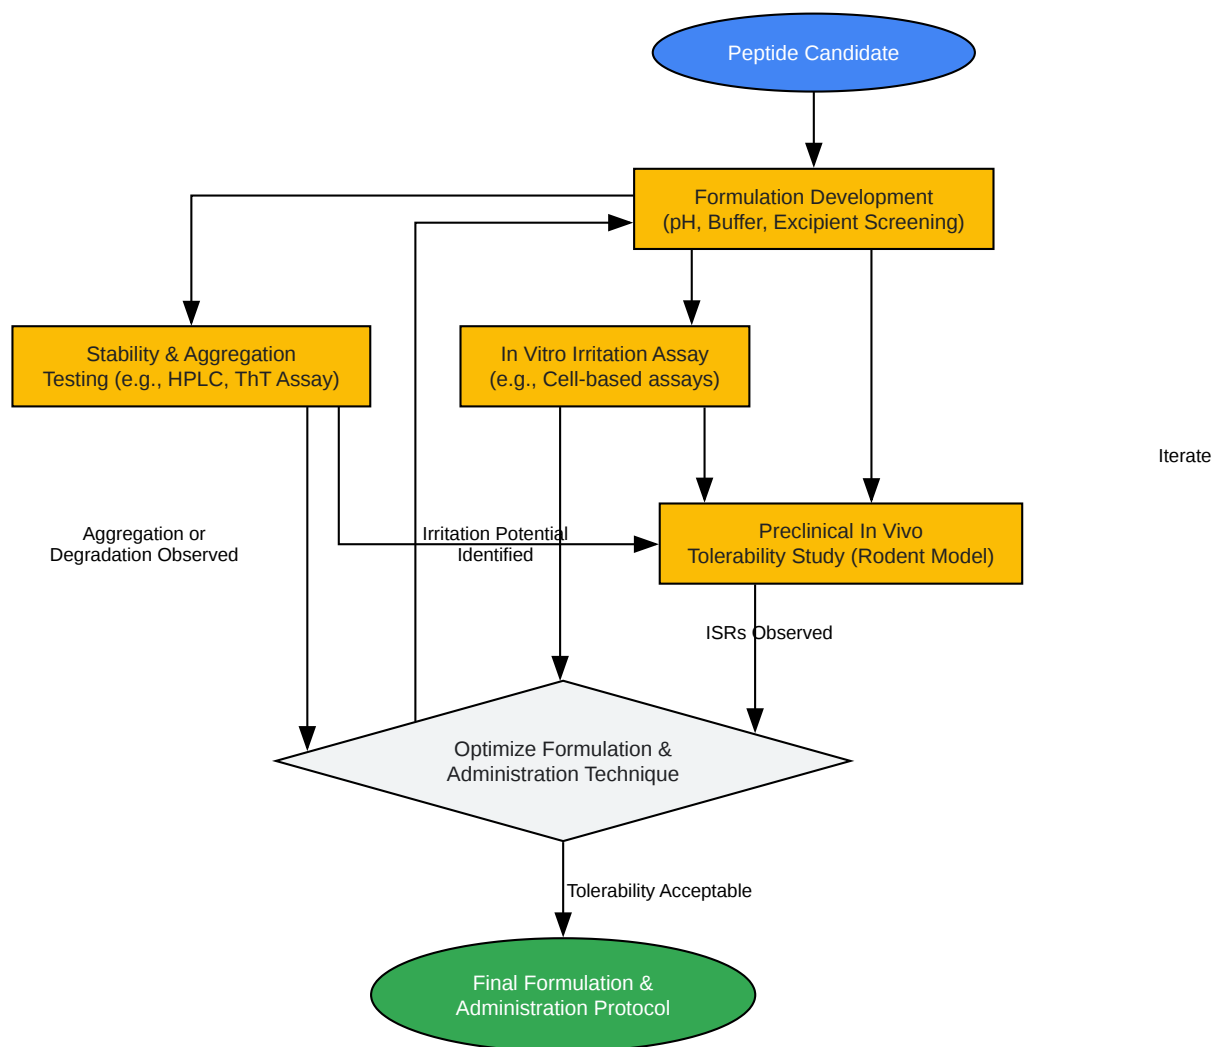 Peptide Candidate
Formulation Development
(pH, Buffer, Excipient Screening)
Stability & Aggregation
Testing (e.g., HPLC, ThT Assay)
In Vitro Irritation Assay
(e.g., Cell-based assays)
Iterate
Aggregation or
Degradation Observed
Irritation Potential
Identified
Preclinical In Vivo
Tolerability Study (Rodent Model)
ISRs Observed
Optimize Formulation &
Administration Technique
Tolerability Acceptable
Final Formulation &
Administration Protocol